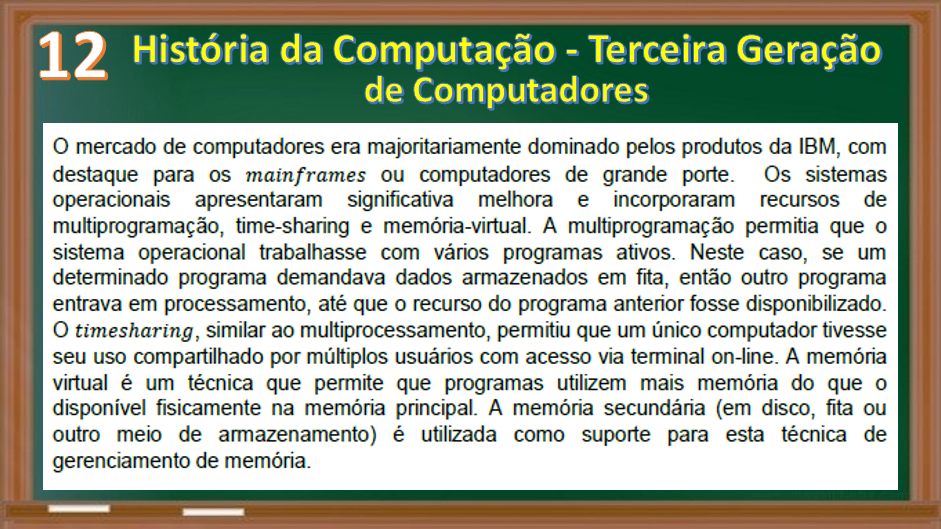 12 História da Computação - Terceira Geração
de Computadores
O mercado de computadores era majoritariamente dominado pelos produtos da IBM, com
destaque para os mainframes ou computadores de grande porte. Os sistemas
operacionais apresentaram significativa melhora e incorporaram recursos de
multiprogramação, time-sharing e memória-virtual. A multiprogramação permitia que o
sistema operacional trabalhasse com vários programas ativos. Neste caso, se um
determinado programa demandava dados armazenados em fita, então outro programa
entrava em processamento, até que o recurso do programa anterior fosse disponibilizado.
O timesharing, similar ao multiprocessamento, permitiu que um único computador tivesse
seu uso compartilhado por múltiplos usuários com acesso via terminal on-line. A memória
virtual é um técnica que permite que programas utilizem mais memória do que o
disponível fisicamente na memória principal. A memória secundária (em disco, fita ou
outro meio de armazenamento) é utilizada como suporte para esta técnica de
gerenciamento de memória.